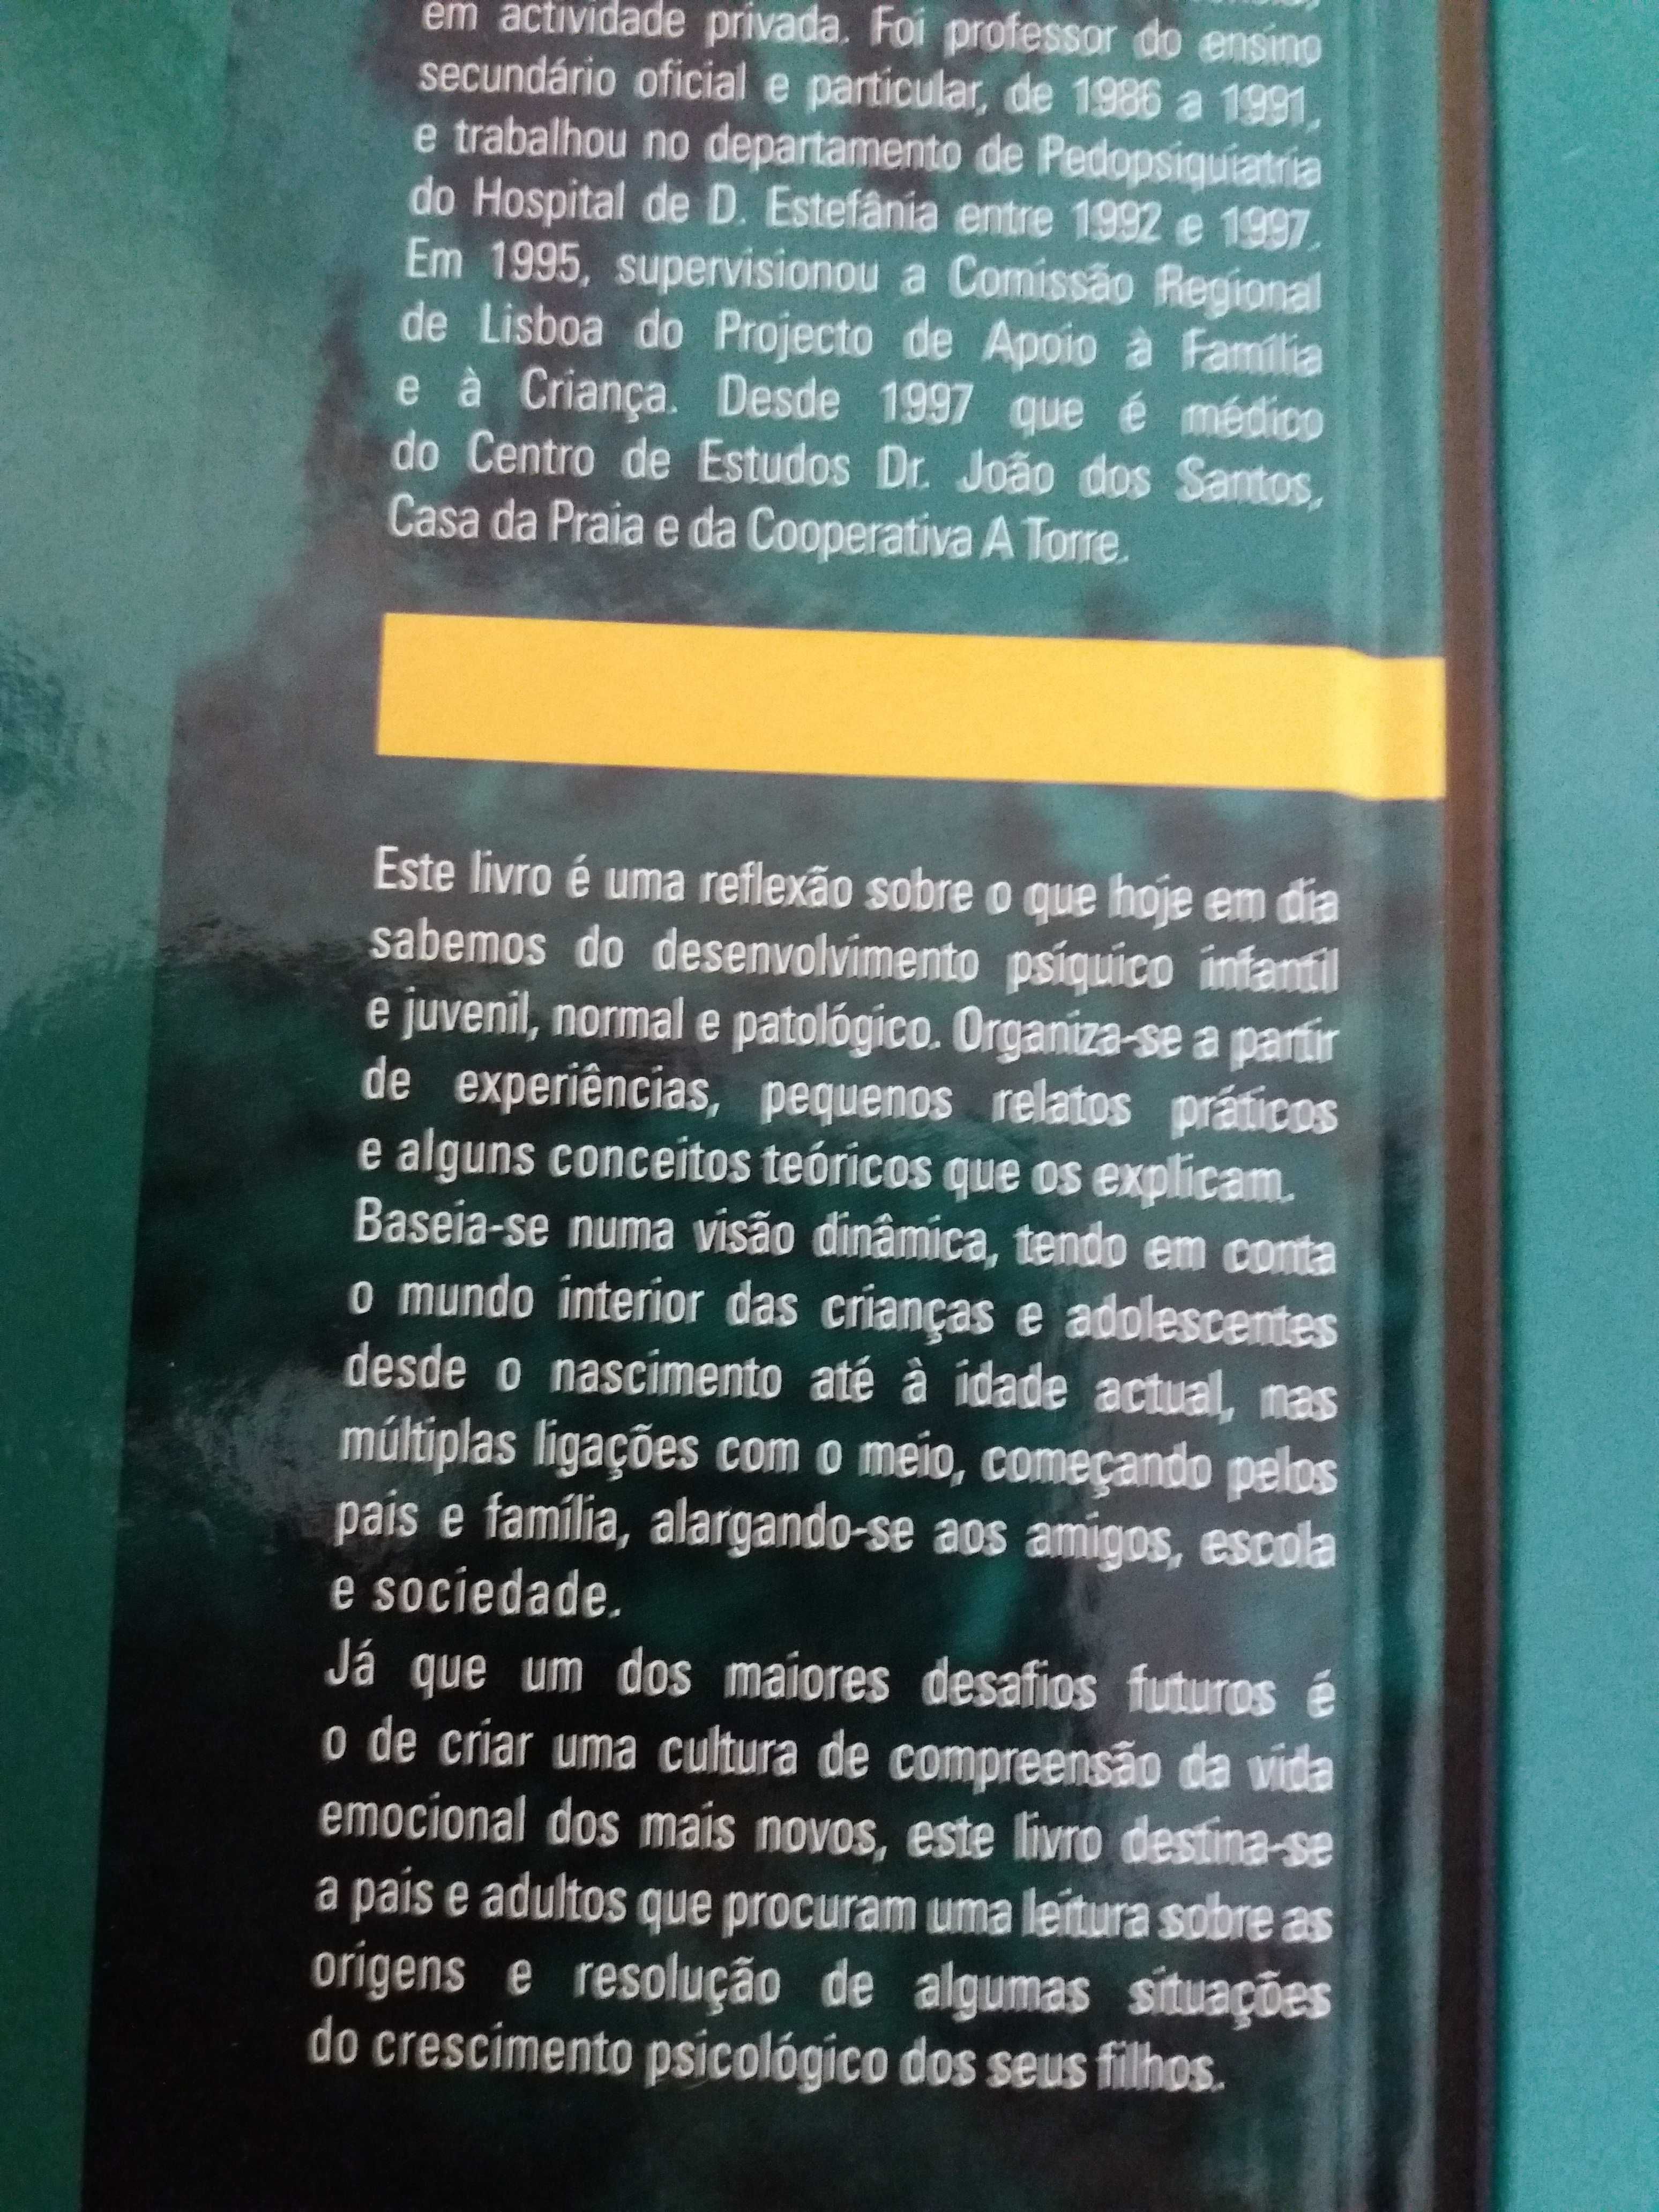 em actividade privada. Foi professor do ensino
secundário oficial e particular, de 1986 a 1991,
e trabalhou no departamento de Pedopsiquiatria
do Hospital de D. Estefânia entre 1992 e 1997.
Em 1995, supervisionou a Comissão Regional
de Lisboa do Projecto de Apoio à Família
e à Criança. Desde 1997 que é médico
do Centro de Estudos Dr. João dos Santos,
Casa da Praia e da Cooperativa A Torre.
Este livro é uma reflexão sobre o que hoje em dia
sabemos do desenvolvimento psíquico infantil
e juvenil, normal e patológico. Organiza-se a partir
de experiências, pequenos relatos práticos
e alguns conceitos teóricos que os explicam.
Baseia-se numa visão dinâmica, tendo em conta
o mundo interior das crianças e adolescentes
desde o nascimento até à idade actual, nas
múltiplas ligações com o meio, começando pelos
pais e família, alargando-se aos amigos, escola
e sociedade.
Já que um dos maiores desafios futuros é
o de criar uma cultura de compreensão da vida
emocional dos mais novos, este livro destina-se
a pais e adultos que procuram uma leitura sobre as
origens e resolução de algumas situações
do crescimento psicológico dos seus filhos.